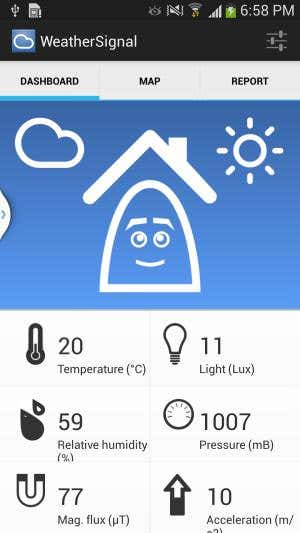 6:58 PM
WeatherSignal
DASHBOARD MAP REPORT
20
Temperature (°C)
11
Light (Lux)
59
Relative humidity
(%)
1007
Pressure (mB)
77
Mag. flux (µT)
10
Acceleration (m/
s2)